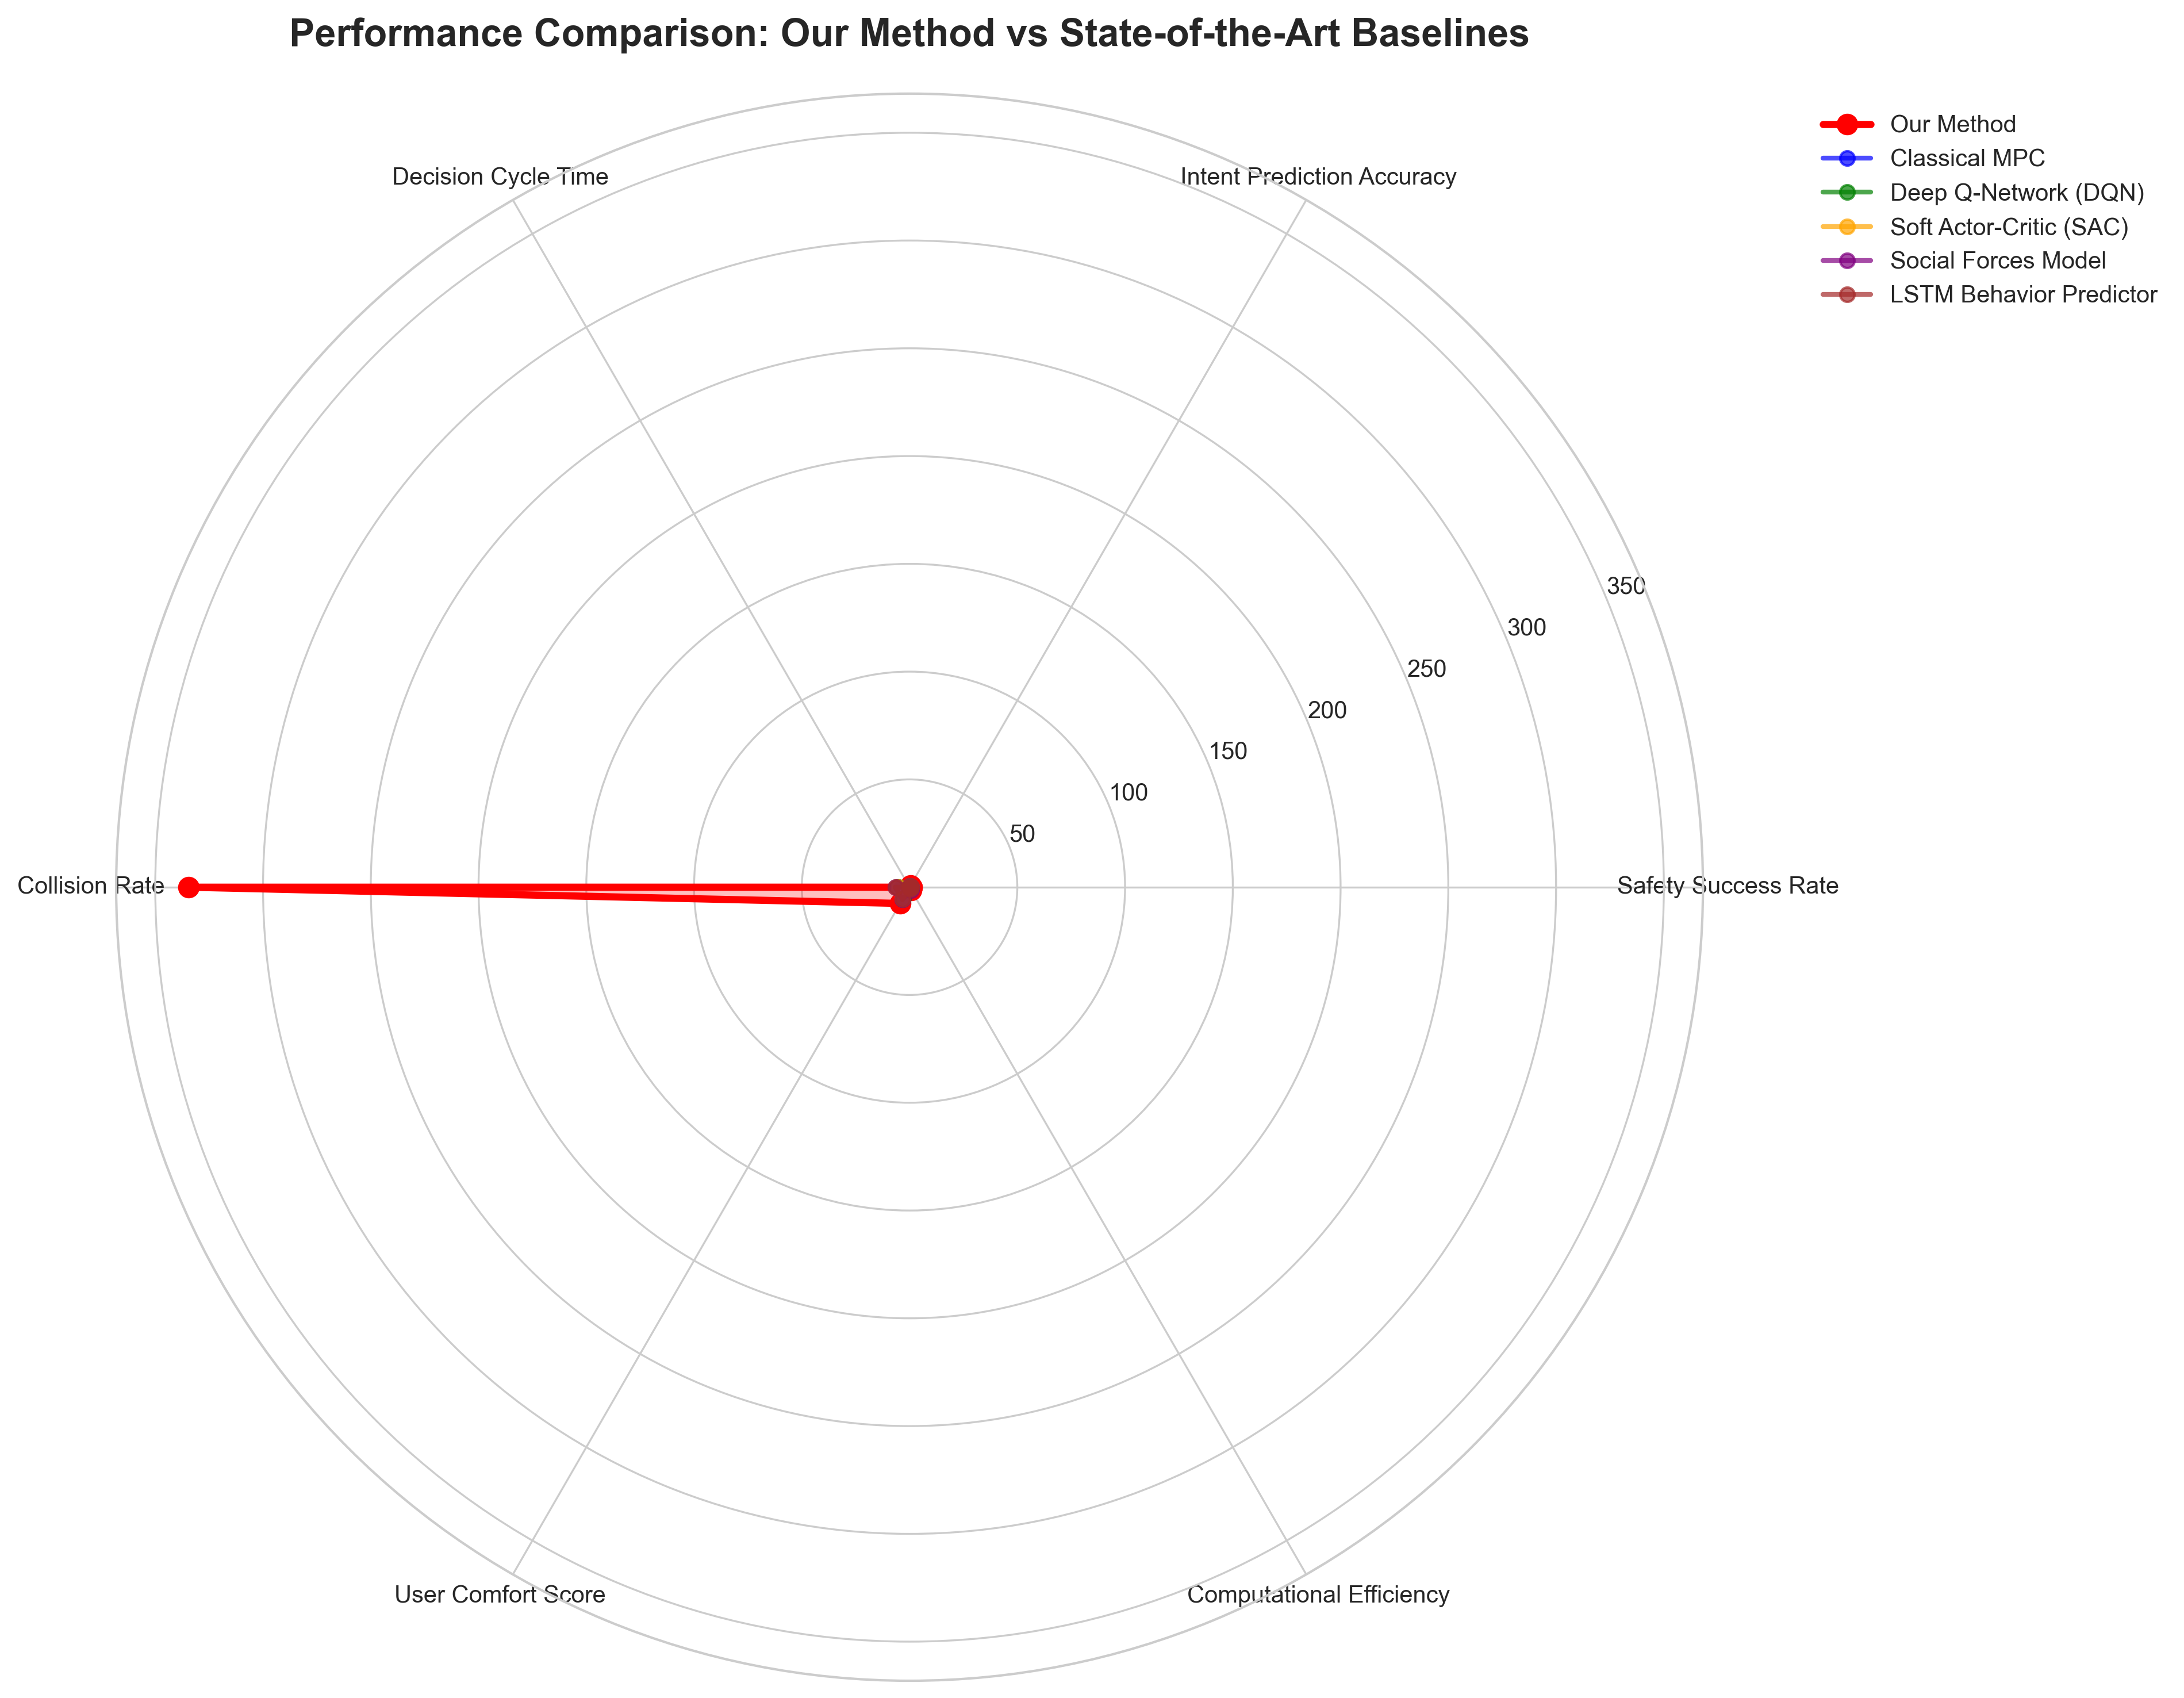 Performance Comparison: Our Method vs State-of-the-Art Baselines
Our Method
Classical MPC
Deep Q-Network (DQN)
Soft Actor-Critic (SAC)
Social Forces Model
LSTM Behavior Predictor
Decision Cycle Time
Intent Prediction Accuracy
350
300
250
200
150
100
50
Collision Rate
Safety Success Rate
User Comfort Score
Computational Efficiency